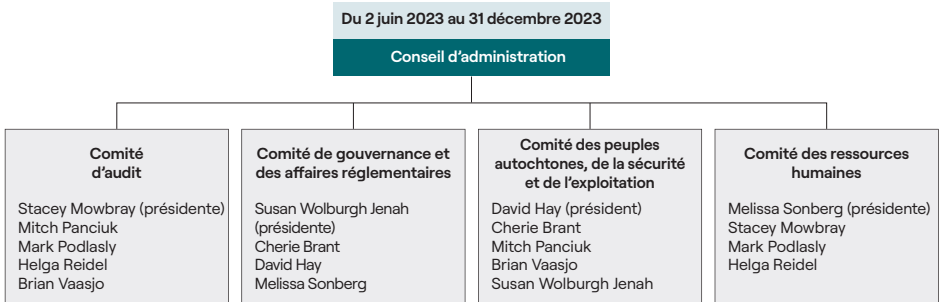 Du 2 juin 2023 au 31 décembre 2023
Conseil d’administration
Comité
d’audit
Stacey Mowbray (présidente)
Mitch Panciuk
Mark Podlasly
Helga Reidel
Brian Vaasjo
Comité de gouvernance et
des affaires réglementaires
Susan Wolburgh Jenah
(présidente)
Cherie Brant
David Hay
Melissa Sonberg
Comité des peuples
autochtones, de la sécurité
et de l’exploitation
David Hay (président)
Cherie Brant
Mitch Panciuk
Brian Vaasjo
Susan Wolburgh Jenah
Comité des ressources
humaines
Melissa Sonberg (présidente)
Stacey Mowbray
Mark Podlasly
Helga Reidel